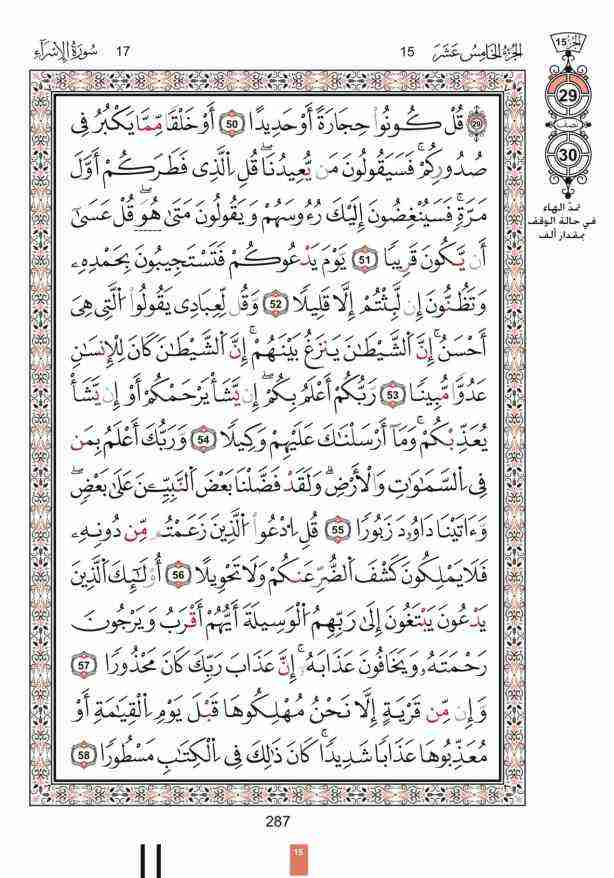 سُورَةُ الإِسْرَاءِ 17
15 الجُزْءُ الخَامِسُ عَشَرَ
الجُزْءُ 15
29
نصف
30
تمدّ الهاء
في حالة الوقف
بمقدار ألف
قُلْ كُونُوا۟ حِجَارَةً أَوْ حَدِيدًا ٥٠ أَوْ خَلْقًا مِّمَّا يَكْبُرُ فِى
صُدُورِكُمْ ۚ فَسَيَقُولُونَ مَن يُعِيدُنَا ۖ قُلِ ٱلَّذِى فَطَرَكُمْ أَوَّلَ
مَرَّةٍ ۚ فَسَيُنْغِضُونَ إِلَيْكَ رُءُوسَهُمْ وَيَقُولُونَ مَتَىٰ هُوَ ۖ قُلْ عَسَىٰٓ
أَن يَكُونَ قَرِيبًا 51 يَوْمَ يَدْعُوكُمْ فَتَسْتَجِيبُونَ بِحَمْدِهِۦ
وَتَظُنُّونَ إِن لَّبِثْتُمْ إِلَّا قَلِيلًا 52 وَقُل لِّعِبَادِى يَقُولُوا۟ ٱلَّتِى هِىَ
أَحْسَنُ ۚ إِنَّ ٱلشَّيْطَـٰنَ يَنزَغُ بَيْنَهُمْ ۚ إِنَّ ٱلشَّيْطَـٰنَ كَانَ لِلْإِنسَـٰنِ
عَدُوًّا مُّبِينًا 53 رَبُّكُمْ أَعْلَمُ بِكُمْ ۖ إِن يَشَأْ يَرْحَمْكُمْ أَوْ إِن يَشَأْ
يُعَذِّبْكُمْ ۚ وَمَآ أَرْسَلْنَـٰكَ عَلَيْهِمْ وَكِيلًا 54 وَرَبُّكَ أَعْلَمُ بِمَن
فِى ٱلسَّمَـٰوَٰتِ وَٱلْأَرْضِ ۗ وَلَقَدْ فَضَّلْنَا بَعْضَ ٱلنَّبِيِّـۧنَ عَلَىٰ بَعْضٍ ۖ
وَءَاتَيْنَا دَاوُۥدَ زَبُورًا 55 قُلِ ٱدْعُوا۟ ٱلَّذِينَ زَعَمْتُم مِّن دُونِهِۦ
فَلَا يَمْلِكُونَ كَشْفَ ٱلضُّرِّ عَنكُمْ وَلَا تَحْوِيلًا 56 أُو۟لَـٰٓئِكَ ٱلَّذِينَ
يَدْعُونَ يَبْتَغُونَ إِلَىٰ رَبِّهِمُ ٱلْوَسِيلَةَ أَيُّهُمْ أَقْرَبُ وَيَرْجُونَ
رَحْمَتَهُۥ وَيَخَافُونَ عَذَابَهُۥٓ ۚ إِنَّ عَذَابَ رَبِّكَ كَانَ مَحْذُورًا 57
وَإِن مِّن قَرْيَةٍ إِلَّا نَحْنُ مُهْلِكُوهَا قَبْلَ يَوْمِ ٱلْقِيَـٰمَةِ أَوْ
مُعَذِّبُوهَا عَذَابًا شَدِيدًا ۚ كَانَ ذَٰلِكَ فِى ٱلْكِتَـٰبِ مَسْطُورًا 58
287
15